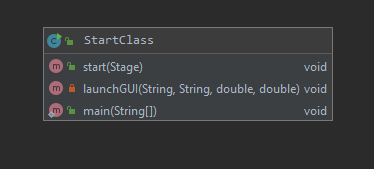 StartClass
start(Stage) void
launchGUI(String, String, double, double) void
main(String[]) void